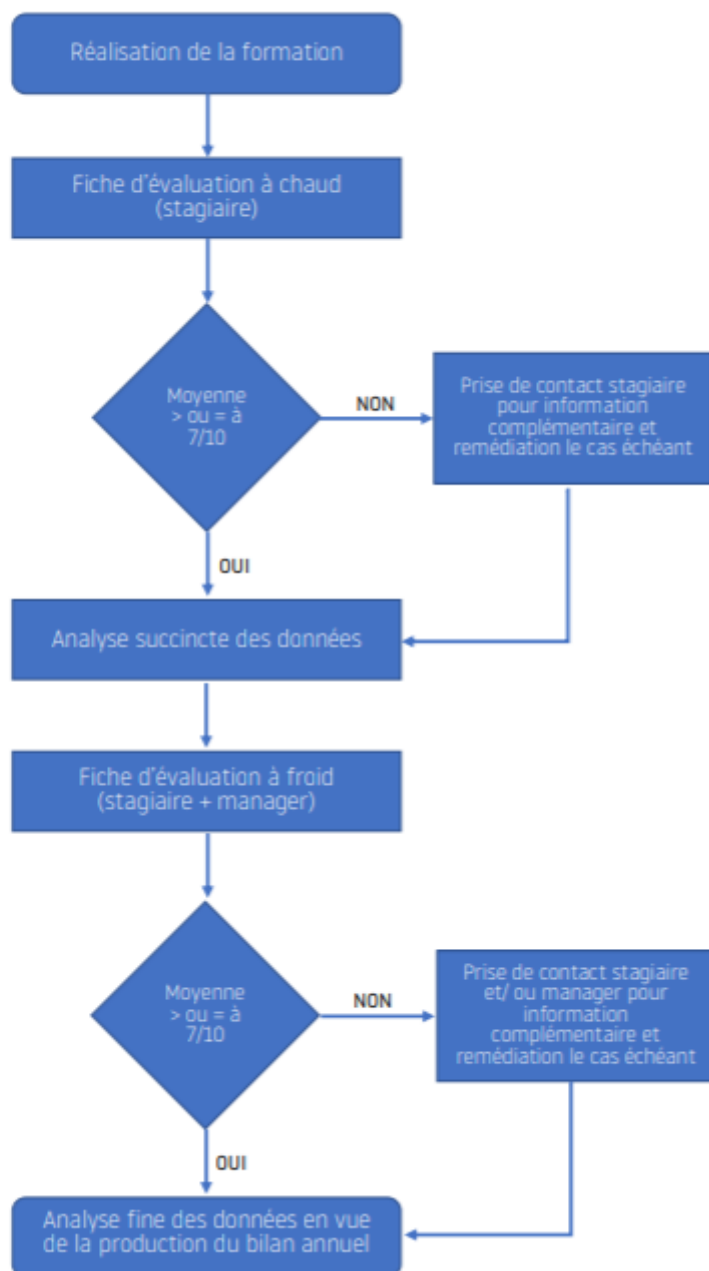 Réalisation de la formation
Fiche d'évaluation à chaud
(stagiaire)
Moyenne
> ou = à
7/10
NON
Prise de contact stagiaire
pour information
complémentaire et
remédiation le cas échéant
OUI
Analyse succincte des données
Fiche d'évaluation à froid
(stagiaire + manager)
Moyenne
> ou = à
7/10
NON
Prise de contact stagiaire
et/ ou manager pour
information
complémentaire et
remédiation le cas échéant
OUI
Analyse fine des données en vue
de la production du bilan annuel